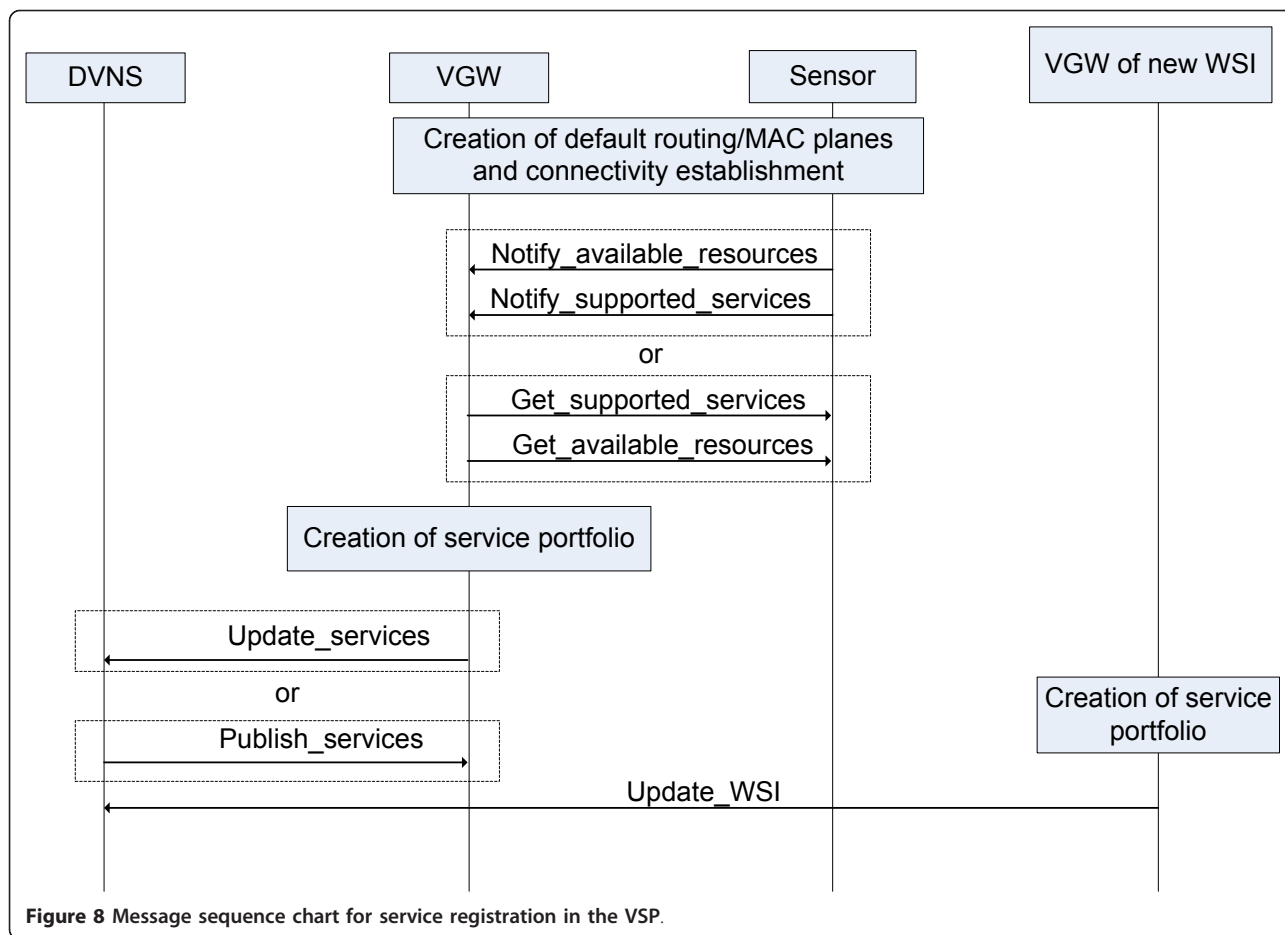 DVNS
VGW
Sensor
VGW of new WSI
Creation of default routing/MAC planes
and connectivity establishment
Notify_available_resources
Notify_supported_services
or
Get_supported_services
Get_available_resources
Creation of service portfolio
Update_services
or
Publish_services
Creation of service
portfolio
Update_WSI
Figure 8 Message sequence chart for service registration in the VSP.